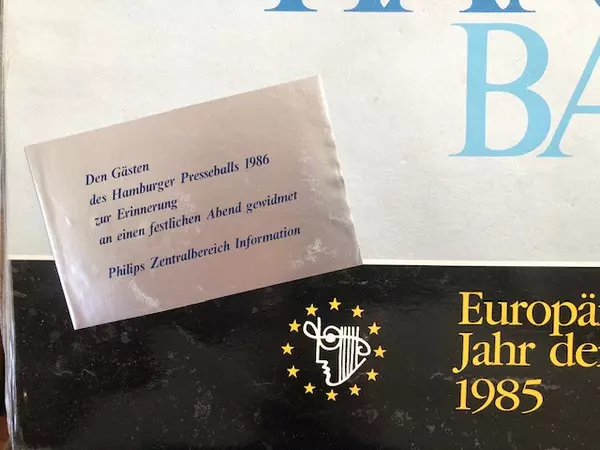 BA
Den Gästen
des Hamburger Presseballs 1986
zur Erinnerung
an einen festlichen Abend gewidmet
Philips Zentralbereich Information
Europä
Jahr de
1985